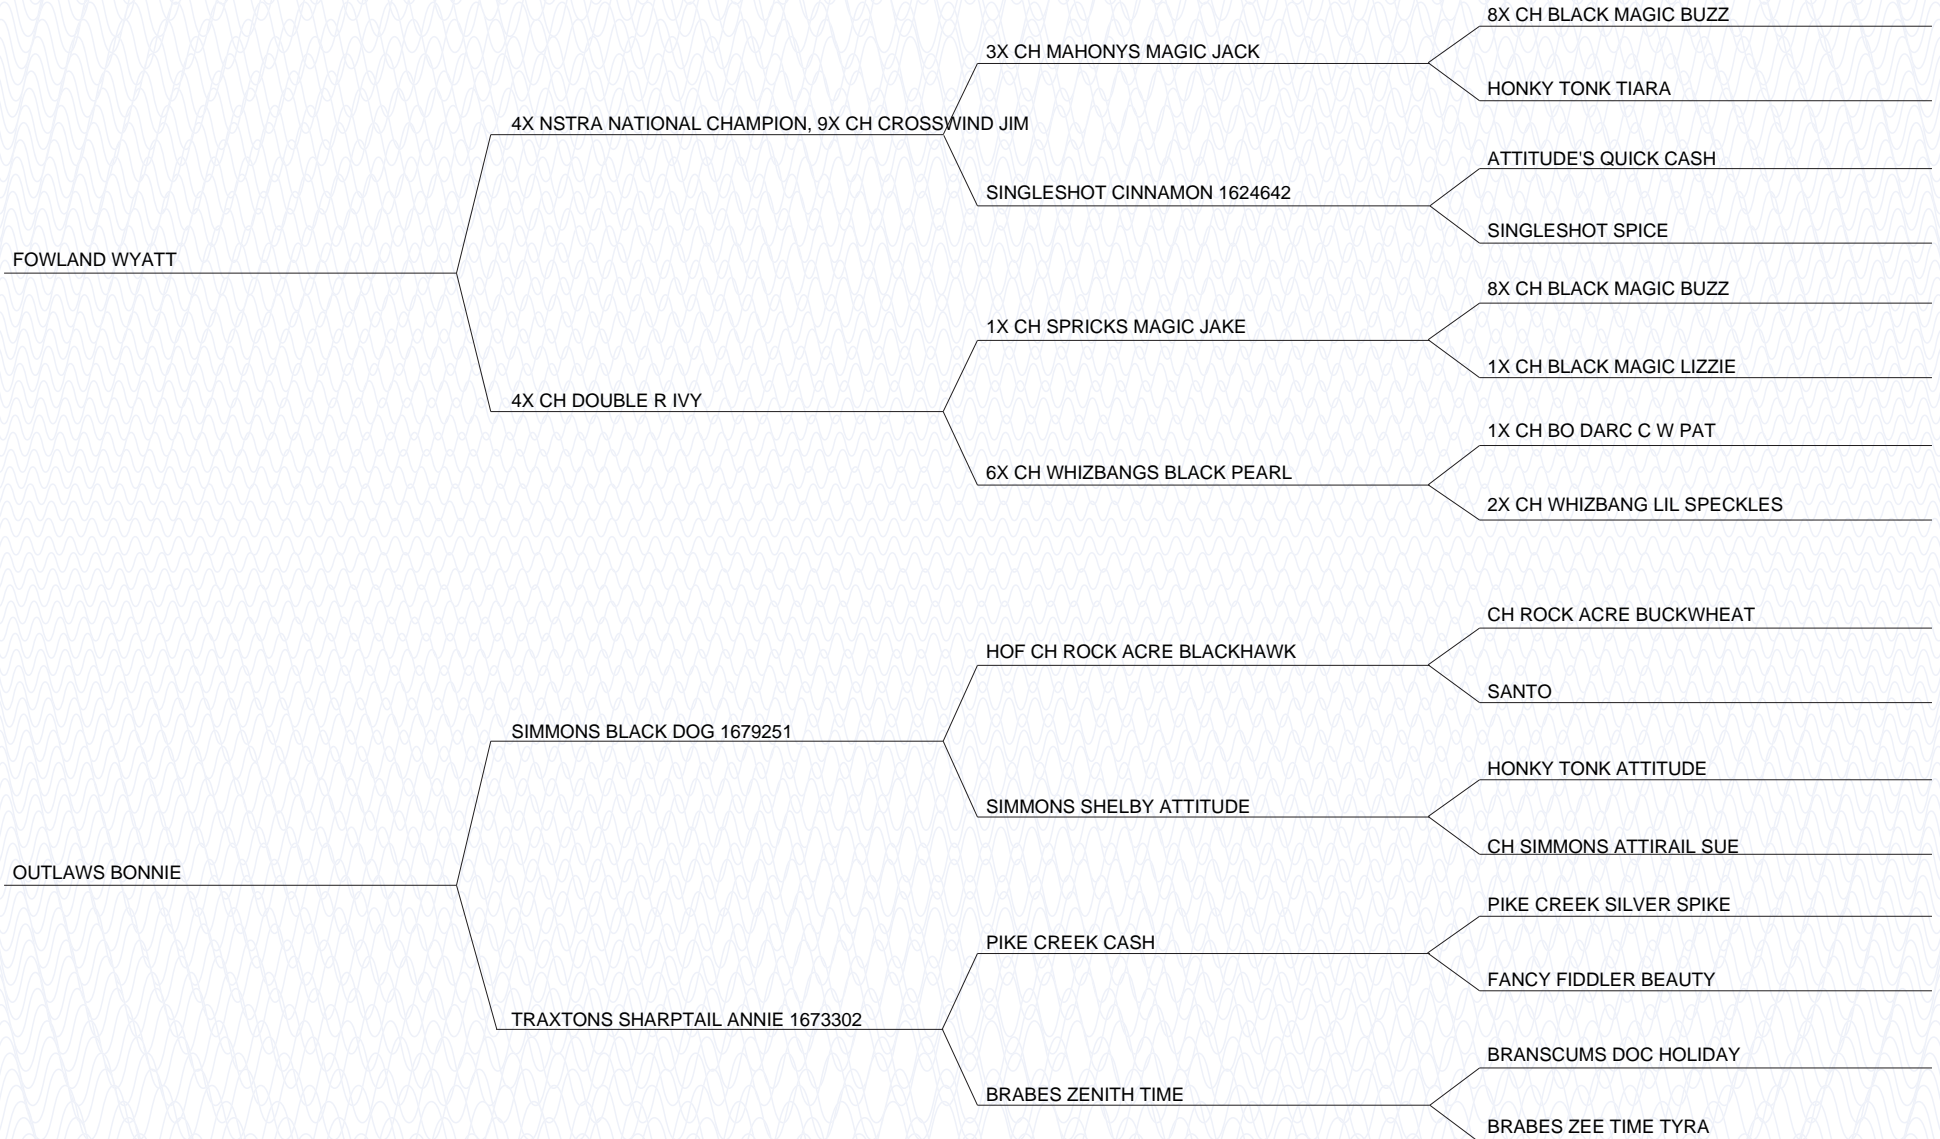 8X CH BLACK MAGIC BUZZ
3X CH MAHONYS MAGIC JACK
HONKY TONK TIARA
4X NSTRA NATIONAL CHAMPION, 9X CH CROSSWIND JIM
ATTITUDE'S QUICK CASH
SINGLESHOT CINNAMON 1624642
SINGLESHOT SPICE
FOWLAND WYATT
8X CH BLACK MAGIC BUZZ
1X CH SPRICKS MAGIC JAKE
1X CH BLACK MAGIC LIZZIE
4X CH DOUBLE R IVY
1X CH BO DARC C W PAT
6X CH WHIZBANGS BLACK PEARL
2X CH WHIZBANG LIL SPECKLES
CH ROCK ACRE BUCKWHEAT
HOF CH ROCK ACRE BLACKHAWK
SANTO
SIMMONS BLACK DOG 1679251
HONKY TONK ATTITUDE
SIMMONS SHELBY ATTITUDE
CH SIMMONS ATTIRAIL SUE
OUTLAWS BONNIE
PIKE CREEK SILVER SPIKE
PIKE CREEK CASH
FANCY FIDDLER BEAUTY
TRAXTONS SHARPTAIL ANNIE 1673302
BRANSCUMS DOC HOLIDAY
BRABES ZENITH TIME
BRABES ZEE TIME TYRA